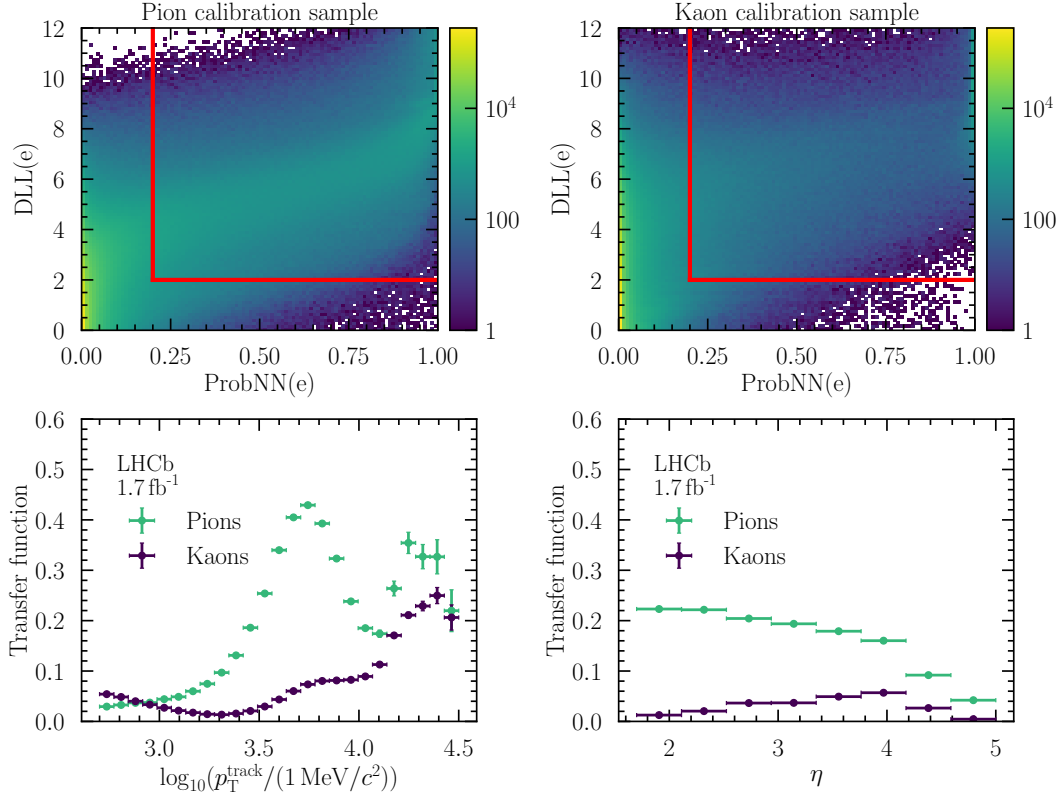 Pion calibration sample
12
10
8
6
4
2
0
DLL(e)
0.00 0.25 0.50 0.75 1.00
ProbNN(e)
10⁴
100
1
Kaon calibration sample
12
10
8
6
4
2
0
DLL(e)
0.00 0.25 0.50 0.75 1.00
ProbNN(e)
10⁴
100
1
0.6
0.5
0.4
0.3
0.2
0.1
0.0
Transfer function
LHCb
1.7 fb⁻¹
Pions
Kaons
3.0 3.5 4.0 4.5
log₁₀(p_T^track/(1 MeV/c²))
0.6
0.5
0.4
0.3
0.2
0.1
0.0
Transfer function
LHCb
1.7 fb⁻¹
Pions
Kaons
2 3 4 5
η